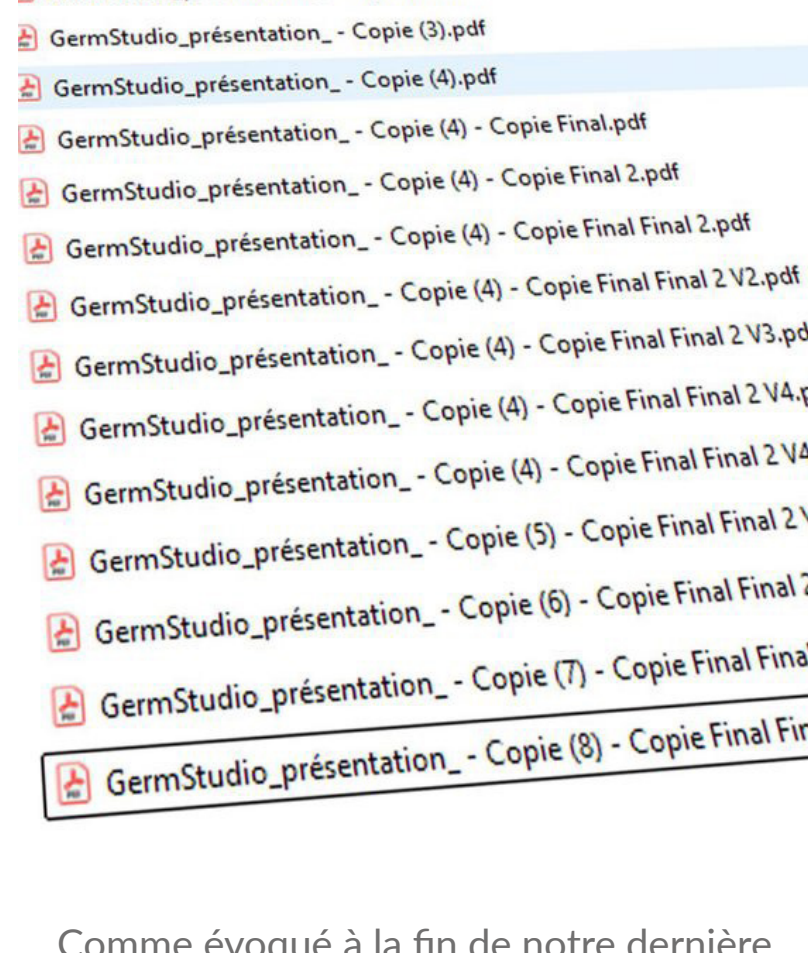 GermStudio_présentation_ - Copie (3).pdf
GermStudio_présentation_ - Copie (4).pdf
GermStudio_présentation_ - Copie (4) - Copie Final.pdf
GermStudio_présentation_ - Copie (4) - Copie Final 2.pdf
GermStudio_présentation_ - Copie (4) - Copie Final Final 2.pdf
GermStudio_présentation_ - Copie (4) - Copie Final Final 2 V2.pdf
GermStudio_présentation_ - Copie (4) - Copie Final Final 2 V3.pd
GermStudio_présentation_ - Copie (4) - Copie Final Final 2 V4.p
GermStudio_présentation_ - Copie (4) - Copie Final Final 2 V4
GermStudio_présentation_ - Copie (5) - Copie Final Final 2
GermStudio_présentation_ - Copie (6) - Copie Final Final 2
GermStudio_présentation_ - Copie (7) - Copie Final Final
GermStudio_présentation_ - Copie (8) - Copie Final Fin
Comme évoqué à la fin de notre dernière